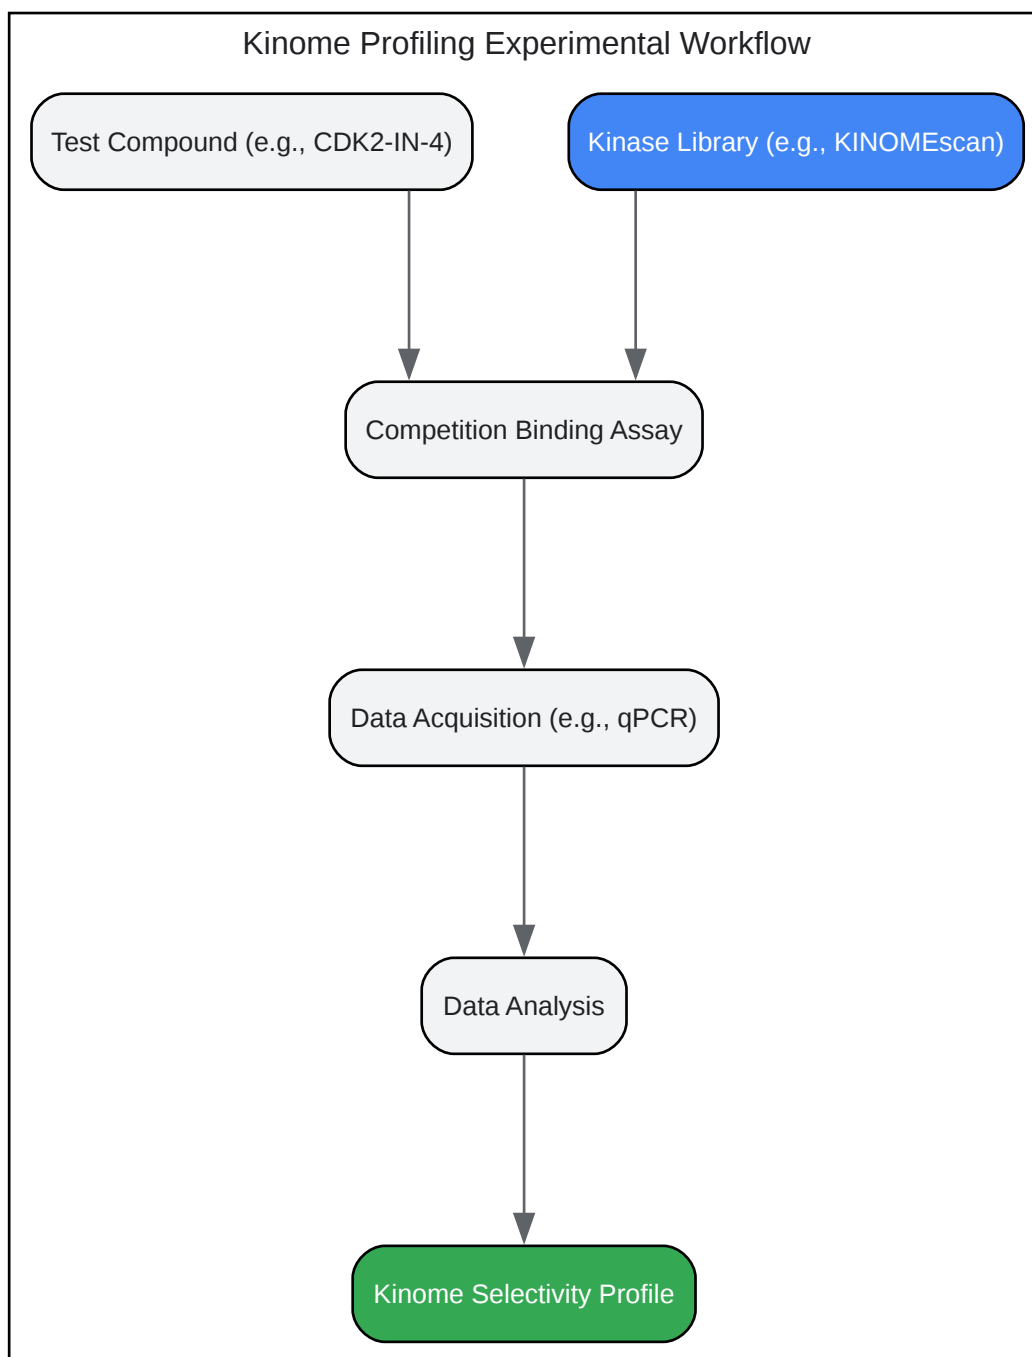 Kinome Profiling Experimental Workflow
Test Compound (e.g., CDK2-IN-4)
Kinase Library (e.g., KINOMEscan)
Competition Binding Assay
Data Acquisition (e.g., qPCR)
Data Analysis
Kinome Selectivity Profile